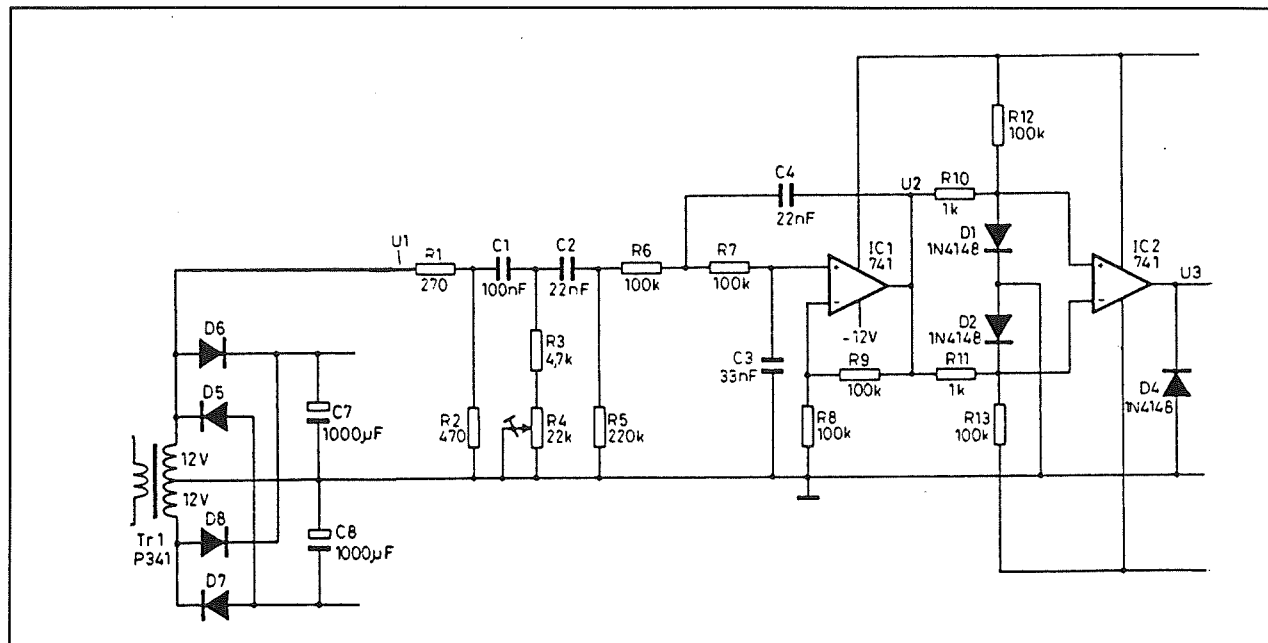 R12
100k
C4
22nF
U2
R10
1k
D1
1N4148
IC1
741
IC2
741
U1
R1
270
C1
100nF
C2
22nF
R6
100k
R7
100k
+
−
+
−
U3
-12V
D2
1N4148
D6
R3
4,7k
C3
33nF
R9
100k
R11
1k
D5
C7
1000µF
R2
470
R4
22k
R5
220k
R8
100k
R13
100k
D4
1N4148
12V
12V
D8
C8
1000µF
Tr1
P341
D7